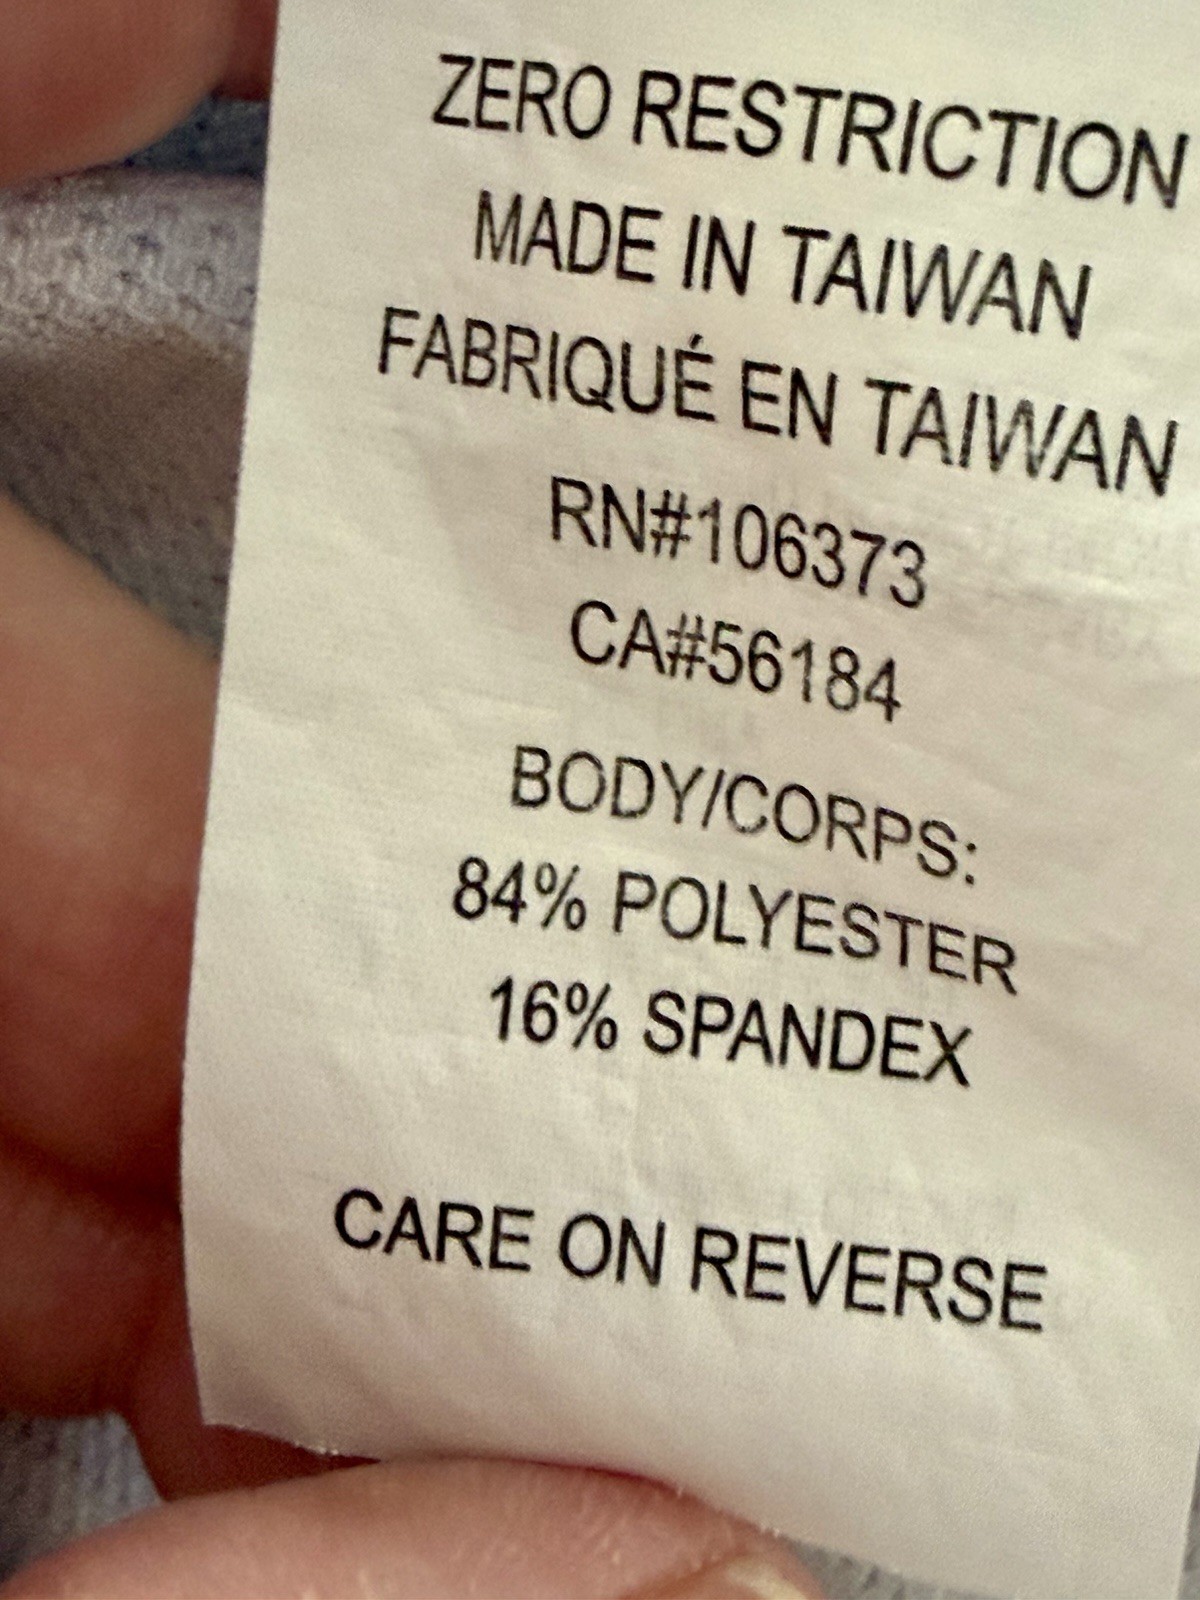 ZERO RESTRICTION
MADE IN TAIWAN
FABRIQUÉ EN TAIWAN
RN#106373
CA#56184
BODY/CORPS:
84% POLYESTER
16% SPANDEX
CARE ON REVERSE